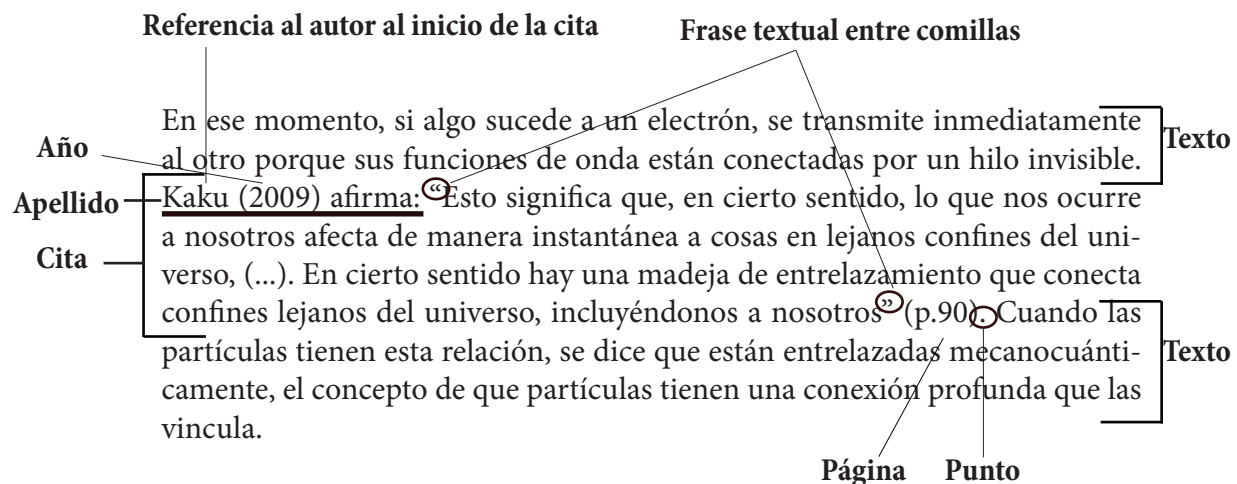 Referencia al autor al inicio de la cita
Frase textual entre comillas
En ese momento, si algo sucede a un electrón, se transmite inmediatamente
al otro porque sus funciones de onda están conectadas por un hilo invisible.
Kaku (2009) afirma: “Esto significa que, en cierto sentido, lo que nos ocurre
a nosotros afecta de manera instantánea a cosas en lejanos confines del uni-
verso, (...). En cierto sentido hay una madeja de entrelazamiento que conecta
confines lejanos del universo, incluyéndonos a nosotros” (p.90). Cuando las
partículas tienen esta relación, se dice que están entrelazadas mecanocuánti-
camente, el concepto de que partículas tienen una conexión profunda que las
vincula.
Año
Apellido
Cita
Texto
Texto
Página
Punto